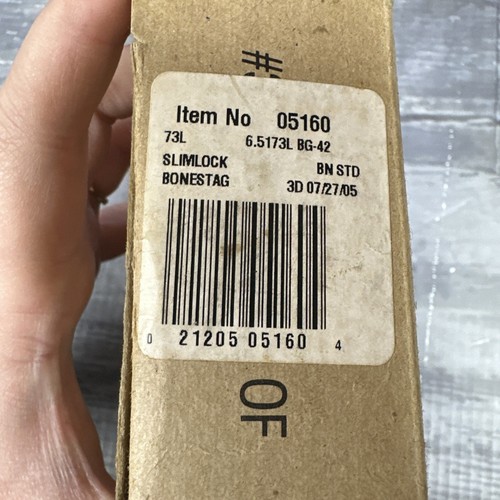 #
Item No 05160
73L 6.5173L BG-42
SLIMLOCK BN STD
BONESTAG 3D 07/27/05
0 21205 05160 4
OF